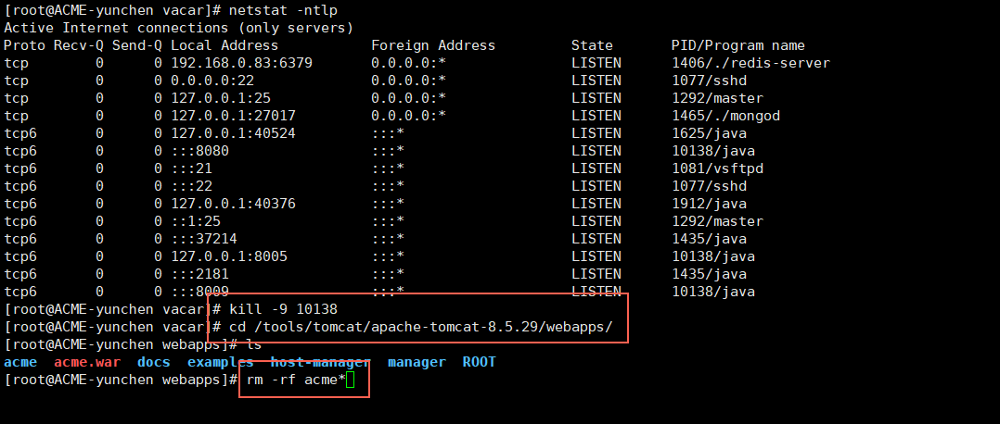 [root@ACME-yunchen vacar]# netstat -ntlp
Active Internet connections (only servers)
Proto Recv-Q Send-Q Local Address           Foreign Address         State       PID/Program name
tcp        0      0 192.168.0.83:6379       0.0.0.0:*               LISTEN      1406/./redis-server
tcp        0      0 0.0.0.0:22              0.0.0.0:*               LISTEN      1077/sshd
tcp        0      0 127.0.0.1:25            0.0.0.0:*               LISTEN      1292/master
tcp        0      0 127.0.0.1:27017         0.0.0.0:*               LISTEN      1465/./mongod
tcp6       0      0 127.0.0.1:40524         :::*                    LISTEN      1625/java
tcp6       0      0 :::8080                 :::*                    LISTEN      10138/java
tcp6       0      0 :::21                   :::*                    LISTEN      1081/vsftpd
tcp6       0      0 :::22                   :::*                    LISTEN      1077/sshd
tcp6       0      0 127.0.0.1:40376         :::*                    LISTEN      1912/java
tcp6       0      0 ::1:25                  :::*                    LISTEN      1292/master
tcp6       0      0 :::37214                :::*                    LISTEN      1435/java
tcp6       0      0 127.0.0.1:8005          :::*                    LISTEN      10138/java
tcp6       0      0 :::2181                 :::*                    LISTEN      1435/java
tcp6       0      0 :::8009                 :::*                    LISTEN      10138/java
[root@ACME-yunchen vacar]# kill -9 10138
[root@ACME-yunchen vacar]# cd /tools/tomcat/apache-tomcat-8.5.29/webapps/
[root@ACME-yunchen webapps]# ls
acme  acme.war  docs  examples  host-manager  manager  ROOT
[root@ACME-yunchen webapps]# rm -rf acme*